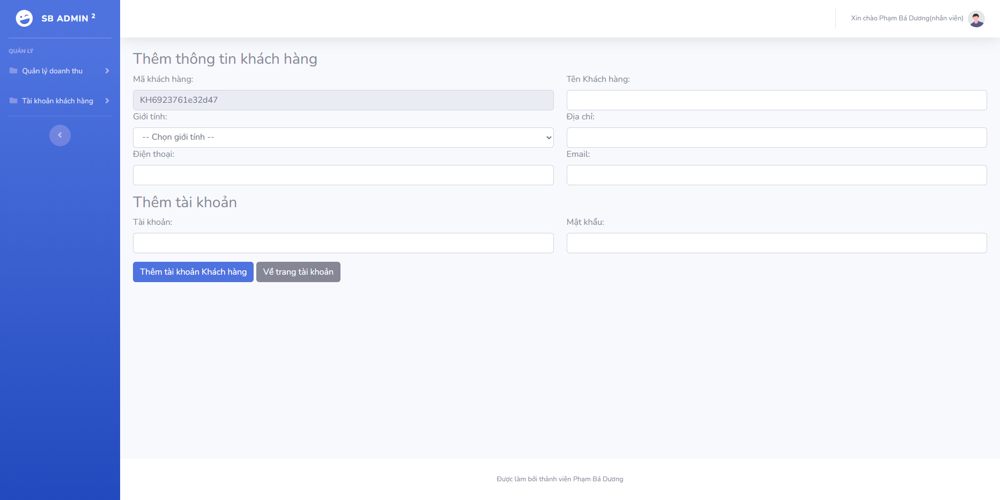 SB ADMIN 2
Xin chào Phạm Bá Dương(nhân viên)
QUẢN LÝ
Quản lý doanh thu
Tài khoản khách hàng
Thêm thông tin khách hàng
Mã khách hàng:
Tên Khách hàng:
KH6923761e32d47
Giới tính:
Địa chỉ:
-- Chọn giới tính --
Điện thoại:
Email:
Thêm tài khoản
Tài khoản:
Mật khẩu:
Thêm tài khoản Khách hàng
Về trang tài khoản
Được làm bởi thành viên Phạm Bá Dương